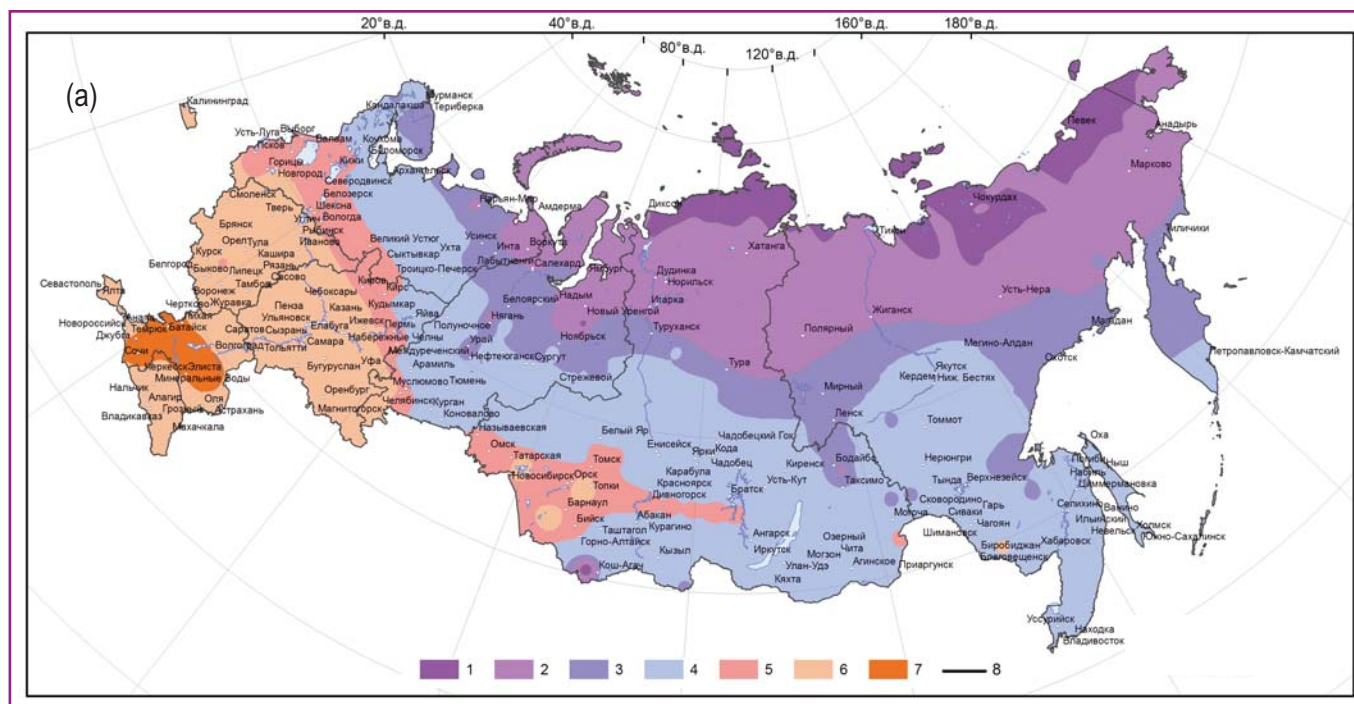 20°в.д.
40°в.д.
80°в.д.
120°в.д.
160°в.д.
180°в.д.
(а)
Калининград
Мурманск
Териберка
Кандалакша
Выборг
Усть-Луга
Валаам
Кочкома
Беломорск
Псков
Горицы
Кижи
Архангельск
Новгород
Северодвинск
Белозерск
Смоленск
Шексна
Тверь
Углич
Вологда
Рыбинск
Брянск
Иваново
Великий Устюг
Ухта
Сыктывкар
Троицко-Печерск
Нарьян-Мар
Амдерма
Усинск
Инта
Воркута
Лабытнанги
Салехард
Ямбург
Диксон
Хатанга
Тикси
Чокурдах
Певек
Анадырь
Марково
Тиличики
Орел
Тула
Кашира
Курск
Рязань
Белгород
Быково
Липецк
Сасово
Воронеж
Тамбов
Киров
Кирс
Чебоксары
Кудымкар
Белоярский
Надым
Дудинка
Норильск
Игарка
Новый Уренгой
Усть-Нера
Жиганск
Полярный
Севастополь
Ялта
Чертково
Журавка
Пенза
Казань
Яйва
Нягань
Анапа
Лихая
Ульяновск
Ижевск
Пермь
Полуночное
Ноябрьск
Туруханск
Магадан
Новороссийск
Темрюк
Батайск
Саратов
Сызрань
Елабуга
Набережные
Челны
Урай
Джубга
Волгоград
Тольятти
Самара
Междуреченский
Нефтеюганск
Сургут
Тура
Мегино-Алдан
Охотск
Петропавловск-Камчатский
Сочи
Уфа
Арамиль
Черкесск
Элиста
Бугуруслан
Муслюмово
Тюмень
Стрежевой
Якутск
Кердем
Ниж. Бестях
Мирный
Минеральные Воды
Нальчик
Оренбург
Алагир
Оля
Челябинск
Курган
Ленск
Томмот
Владикавказ
Грозный
Астрахань
Магнитогорск
Коноваловo
Махачкала
Называевская
Белый Яр
Чадобецкий Гок
Оха
Омск
Енисейск
Ярки
Кода
Бодайбо
Ныш
Татарская
Томск
Чадобец
Киренск
Нерюнгри
Набиль
Новосибирск
Орск
Карабула
Таксимо
Тында
Верхнезейск
Циммермановка
Топки
Красноярск
Братск
Усть-Кут
Дивногорск
Сковородино
Гарь
Селихино
Ванино
Барнаул
Абакан
Могоча
Сиваки
Ильинский
Холмск
Бийск
Таштагол
Курагино
Ангарск
Озерный
Шимановск
Чагоян
Невельск
Южно-Сахалинск
Горно-Алтайск
Кызыл
Иркутск
Могзон
Чита
Биробиджан
Хабаровск
Благовещенск
Кош-Агач
Улан-Удэ
Агинское
Приаргунск
Кяхта
Уссурийск
Находка
Владивосток
1
2
3
4
5
6
7
8